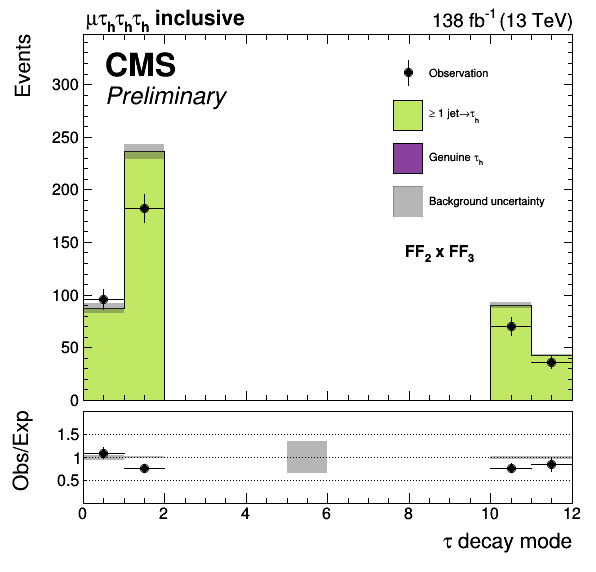 μτhτhτh inclusive
138 fb-1 (13 TeV)
Events
CMS
Preliminary
Observation
≥ 1 jet→τh
Genuine τh
Background uncertainty
FF2 x FF3
300
250
200
150
100
50
0
Obs/Exp
1.5
1
0.5
0 2 4 6 8 10 12
τ decay mode